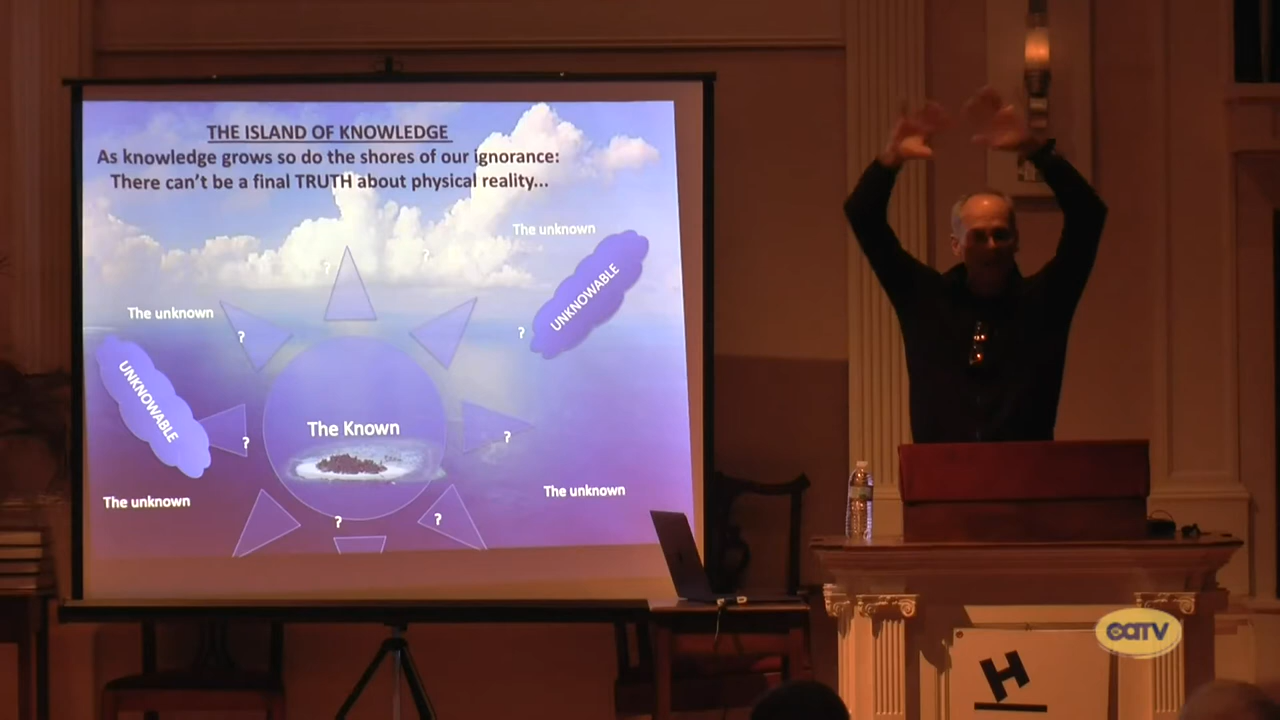 THE ISLAND OF KNOWLEDGE
As knowledge grows so do the shores of our ignorance:
There can't be a final TRUTH about physical reality...
The unknown
?
?
UNKNOWABLE
The unknown
?
?
UNKNOWABLE
The Known
?
?
The unknown
The unknown
?
?
CATV
H